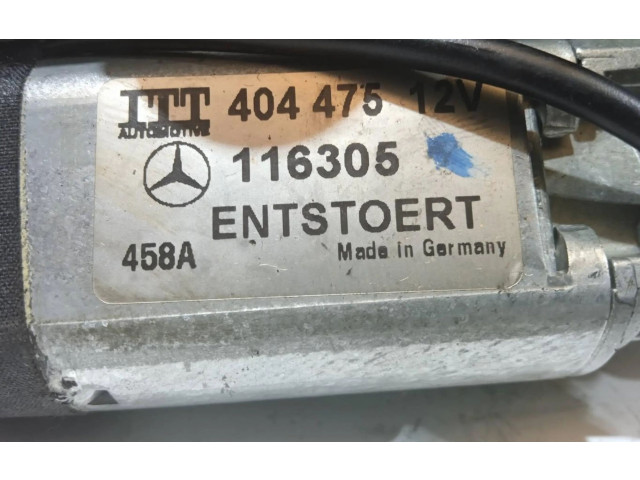 ITT 404 475 12V
AUTOMOTIVE
116305
ENTSTOERT
458A Made in Germany